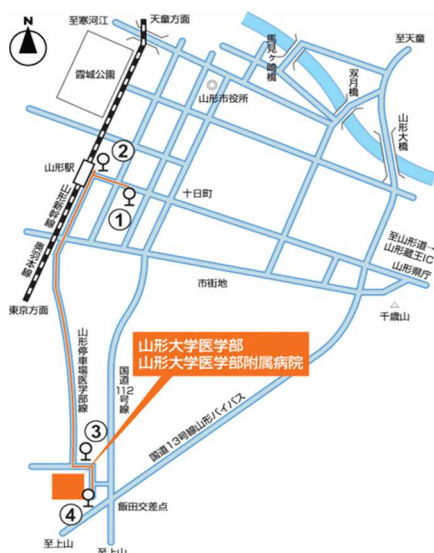 至寒河江
天童方面
至天童
N
霞城公園
馬見ヶ崎橋
双月橋
山形大橋
山形市役所
②
山形駅
①
十日町
山形新幹線
奥羽本線
至山形道→
山形蔵王IC
山形県庁
東京方面
市街地
千歳山
山形大学医学部
山形大学医学部附属病院
山形停車場医学部線
国道112号線
国道13号線山形バイパス
③
④
飯田交差点
至上山
至上山